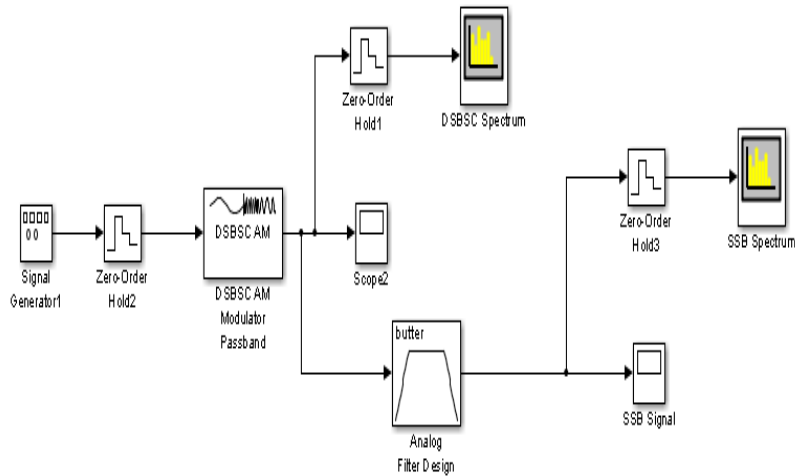 Zero-Order
Hold1
DSBSC Spectrum
Zero-Order
Hold3
SSB Spectrum
Signal
Generator1
Zero-Order
Hold2
DSBSC AM
DSBSC AM
Modulator
Passband
Scope2
butter
Analog
Filter Design
SSB Signal